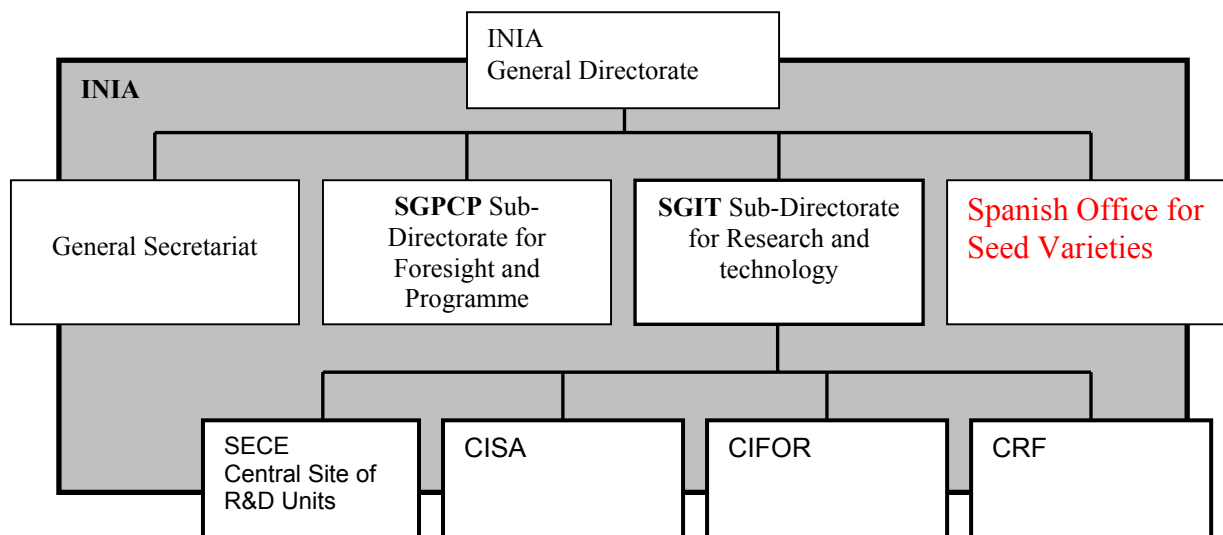 INIA
General Directorate
INIA
General Secretariat
SGPCP Sub-
Directorate for
Foresight and
Programme
SGIT Sub-Directorate
for Research and
technology
Spanish Office for
Seed Varieties
SECE
Central Site of
R&D Units
CISA
CIFOR
CRF